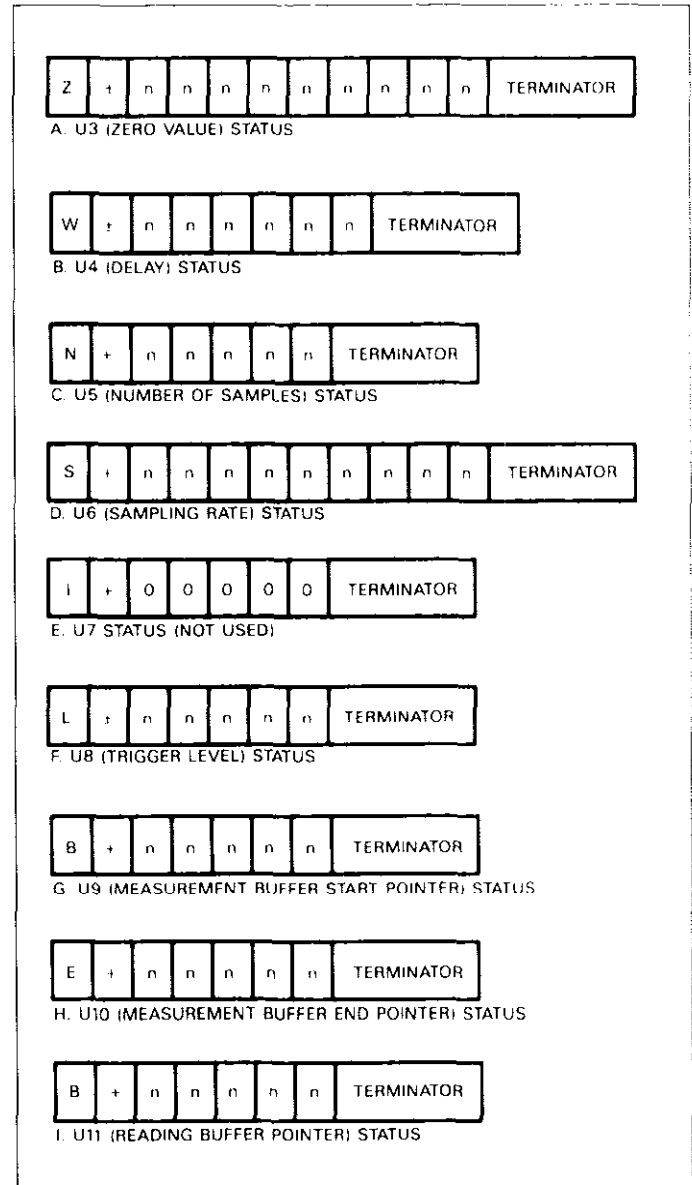 Z + n n n n n n n n n TERMINATOR
A. U3 (ZERO VALUE) STATUS
W ± n n n n n n TERMINATOR
B. U4 (DELAY) STATUS
N + n n n n n TERMINATOR
C. U5 (NUMBER OF SAMPLES) STATUS
S + n n n n n n n n n TERMINATOR
D. U6 (SAMPLING RATE) STATUS
I + 0 0 0 0 0 TERMINATOR
E. U7 STATUS (NOT USED)
L ± n n n n n TERMINATOR
F. U8 (TRIGGER LEVEL) STATUS
B + n n n n n TERMINATOR
G. U9 (MEASUREMENT BUFFER START POINTER) STATUS
E + n n n n n TERMINATOR
H. U10 (MEASUREMENT BUFFER END POINTER) STATUS
B + n n n n n TERMINATOR
I. U11 (READING BUFFER POINTER) STATUS